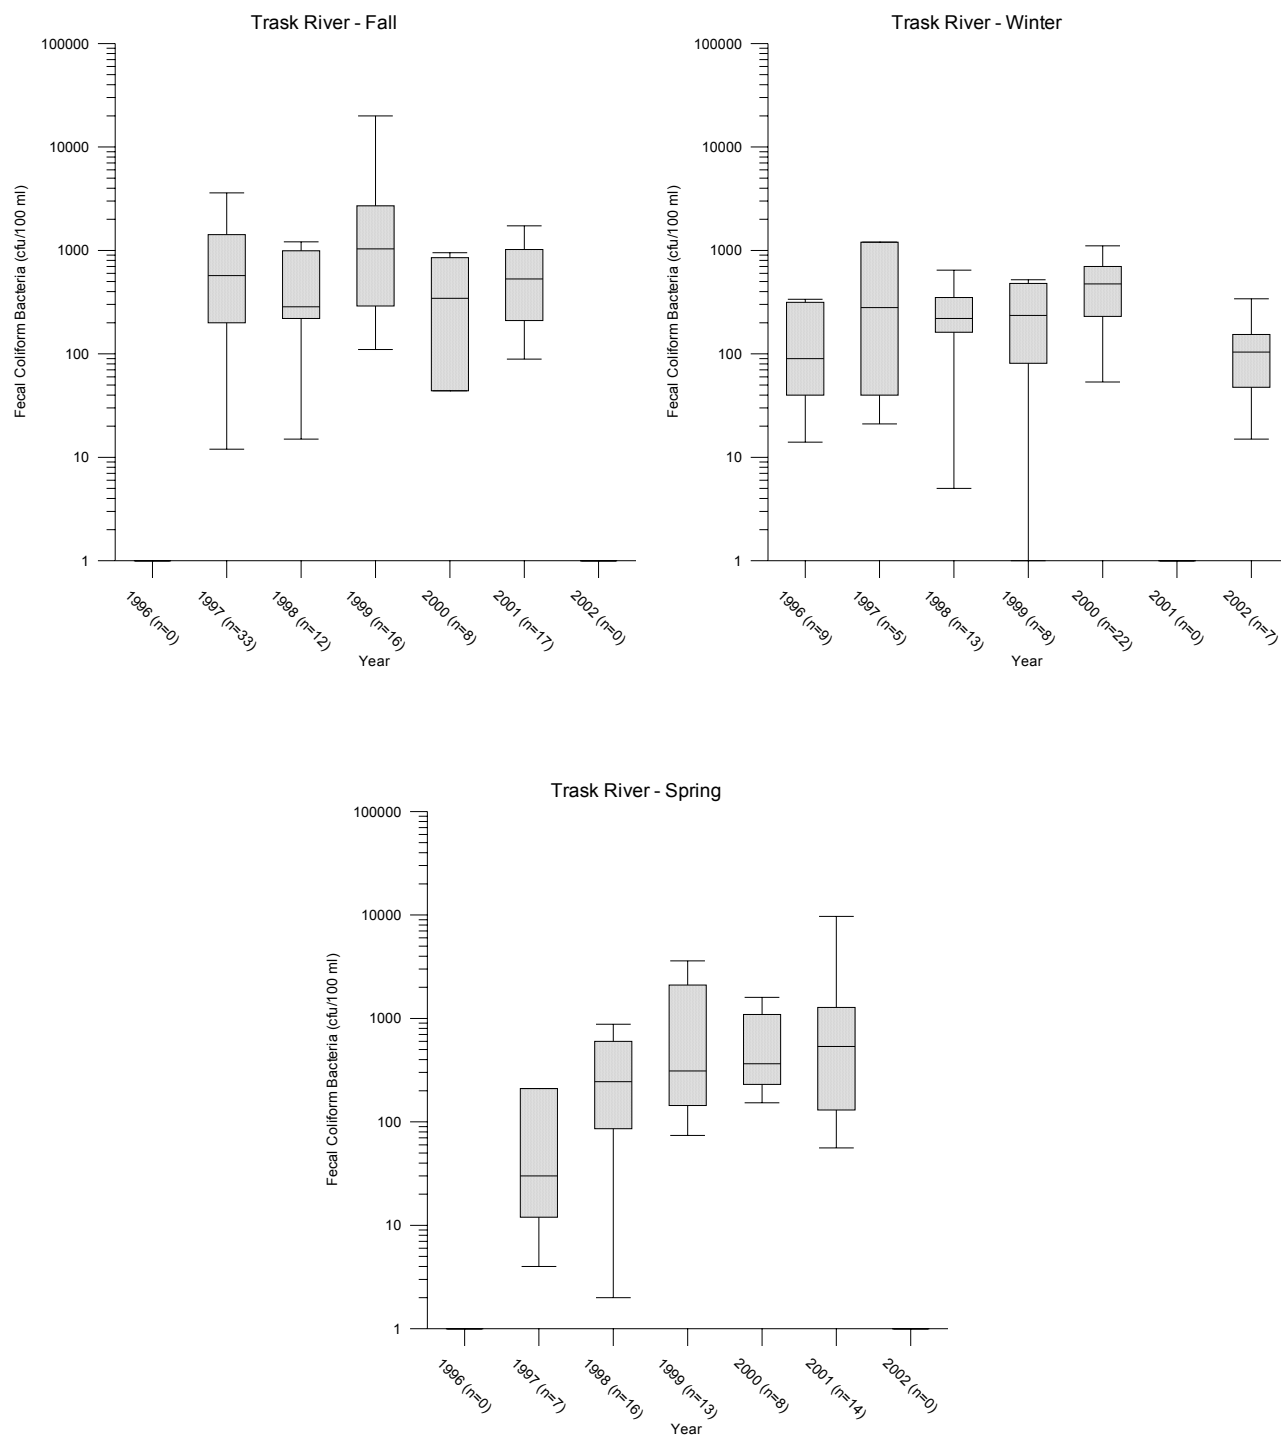 Trask River - Fall
100000
10000
1000
100
10
1
Fecal Coliform Bacteria (cfu/100 ml)
1996 (n=0)
1997 (n=33)
1998 (n=12)
1999 (n=16)
2000 (n=8)
2001 (n=17)
2002 (n=0)
Year
Trask River - Winter
100000
10000
1000
100
10
1
Fecal Coliform Bacteria (cfu/100 ml)
1996 (n=9)
1997 (n=5)
1998 (n=13)
1999 (n=8)
2000 (n=22)
2001 (n=0)
2002 (n=7)
Year
Trask River - Spring
100000
10000
1000
100
10
1
Fecal Coliform Bacteria (cfu/100 ml)
1996 (n=0)
1997 (n=7)
1998 (n=16)
1999 (n=13)
2000 (n=8)
2001 (n=14)
2002 (n=0)
Year